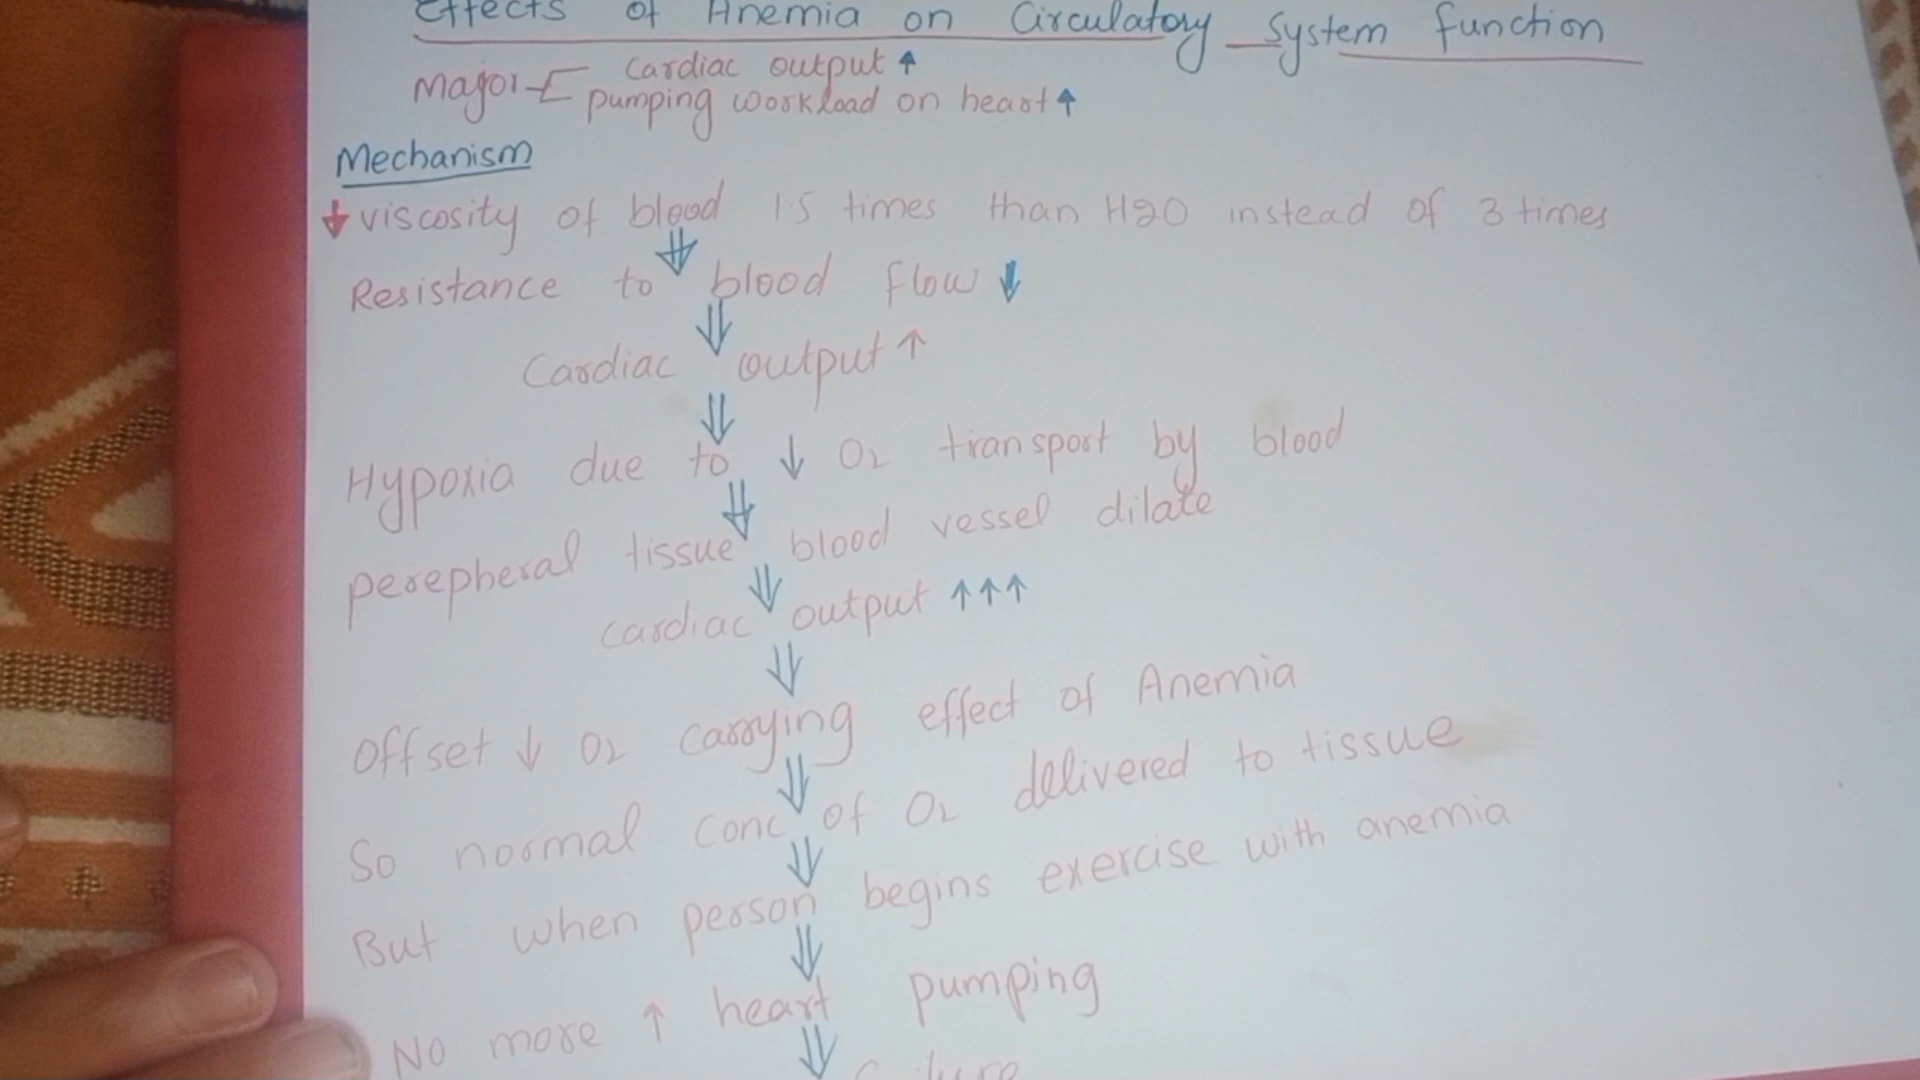 Effects of Anemia on Circulatory System function
Major cardiac output ↑
pumping workload on heart ↑
Mechanism
↓ viscosity of blood 1.5 times than H2O instead of 3 times
Resistance to blood flow ↓
Cardiac output ↑
Hypoxia due to ↓ O2 transport by blood
perepheral tissue blood vessel dilate
cardiac output ↑↑↑
Offset ↓ O2 carrying effect of Anemia
So normal conc of O2 delivered to tissue
But when person begins exercise with anemia
No more ↑ heart pumping